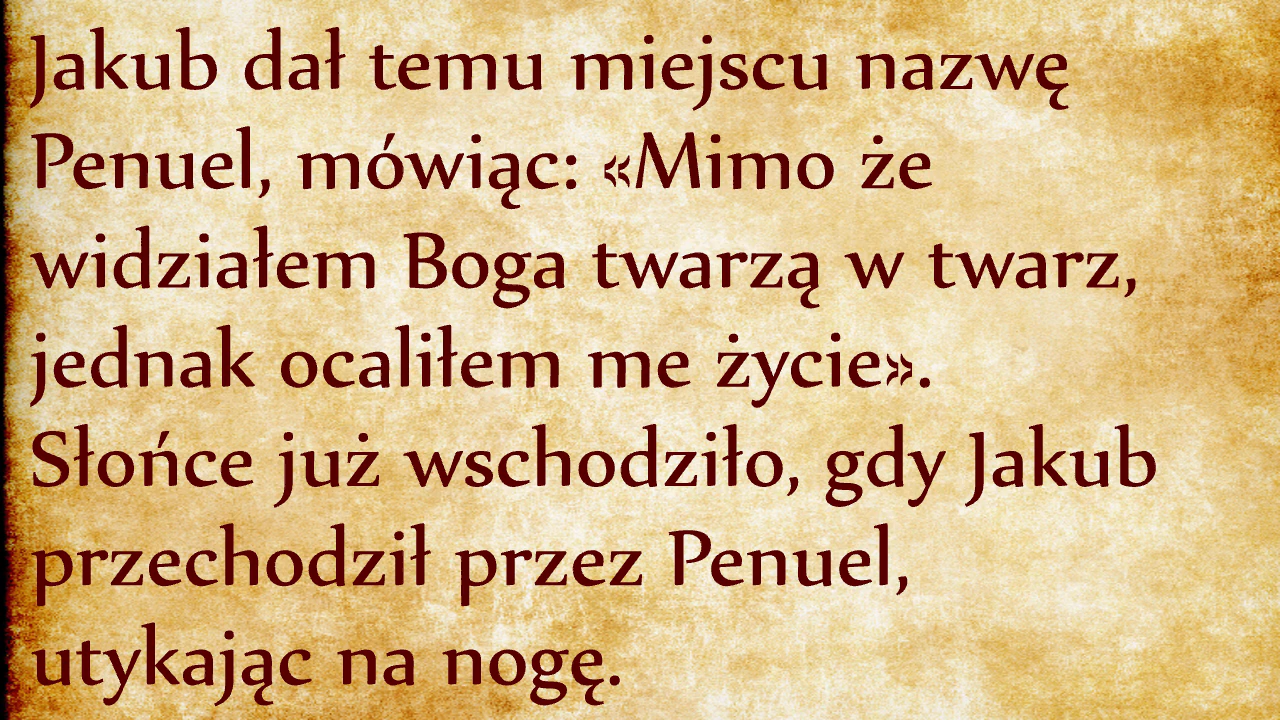 Jakub dał temu miejscu nazwę
Penuel, mówiąc: «Mimo że
widziałem Boga twarzą w twarz,
jednak ocaliłem me życie».
Słońce już wschodziło, gdy Jakub
przechodził przez Penuel,
utykając na nogę.